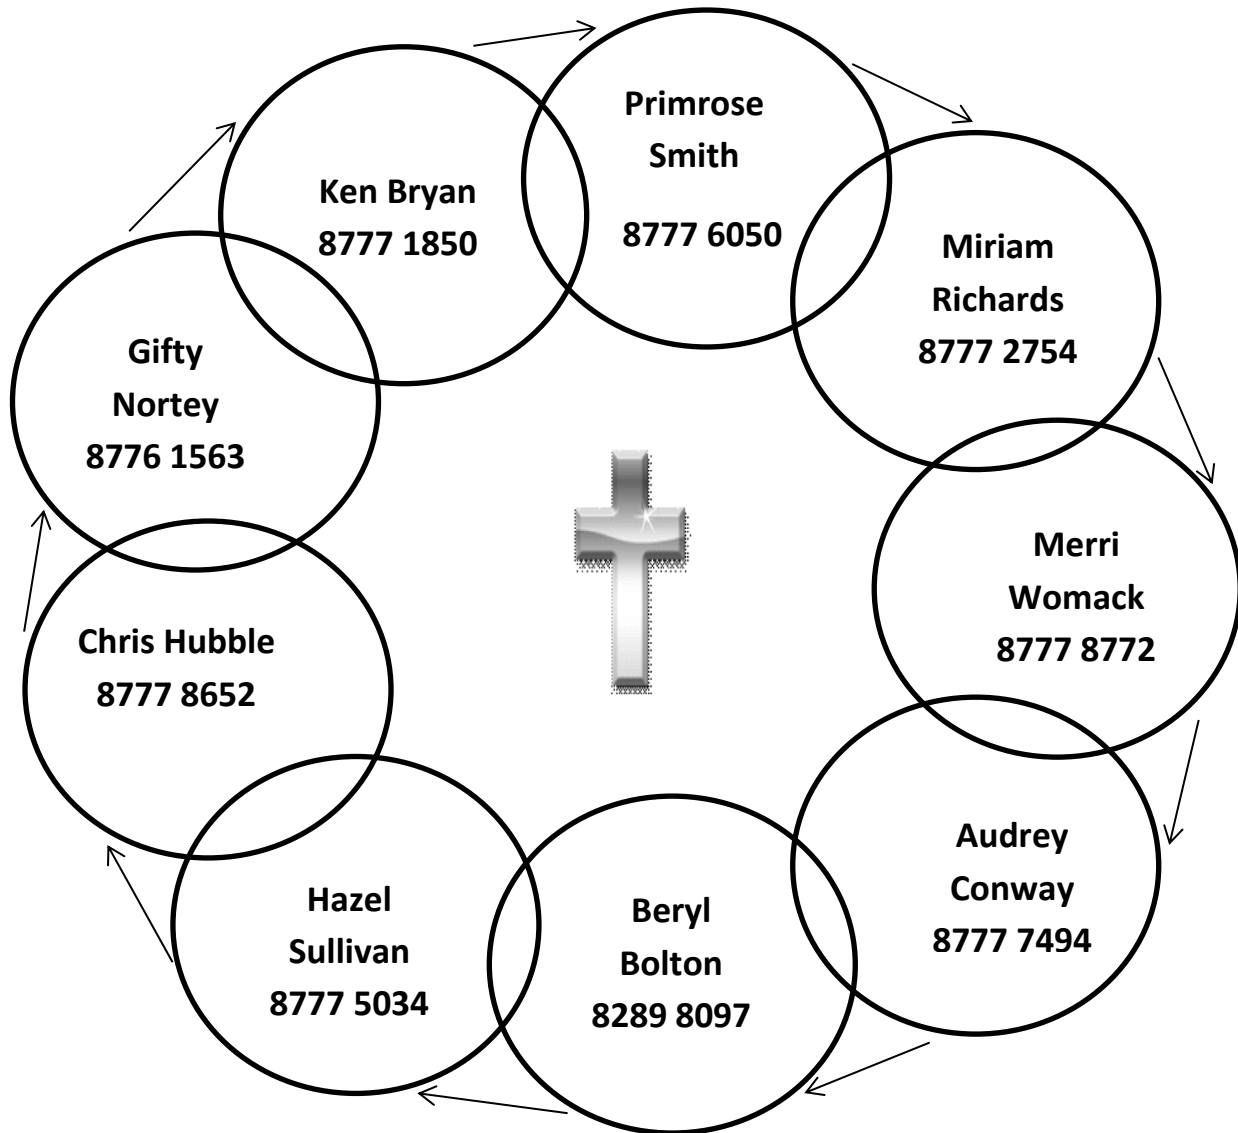 Primrose
Smith
8777 6050
Ken Bryan
8777 1850
Miriam
Richards
8777 2754
Gifty
Nortey
8776 1563
Merri
Womack
8777 8772
Chris Hubble
8777 8652
Audrey
Conway
8777 7494
Hazel
Sullivan
8777 5034
Beryl
Bolton
8289 8097